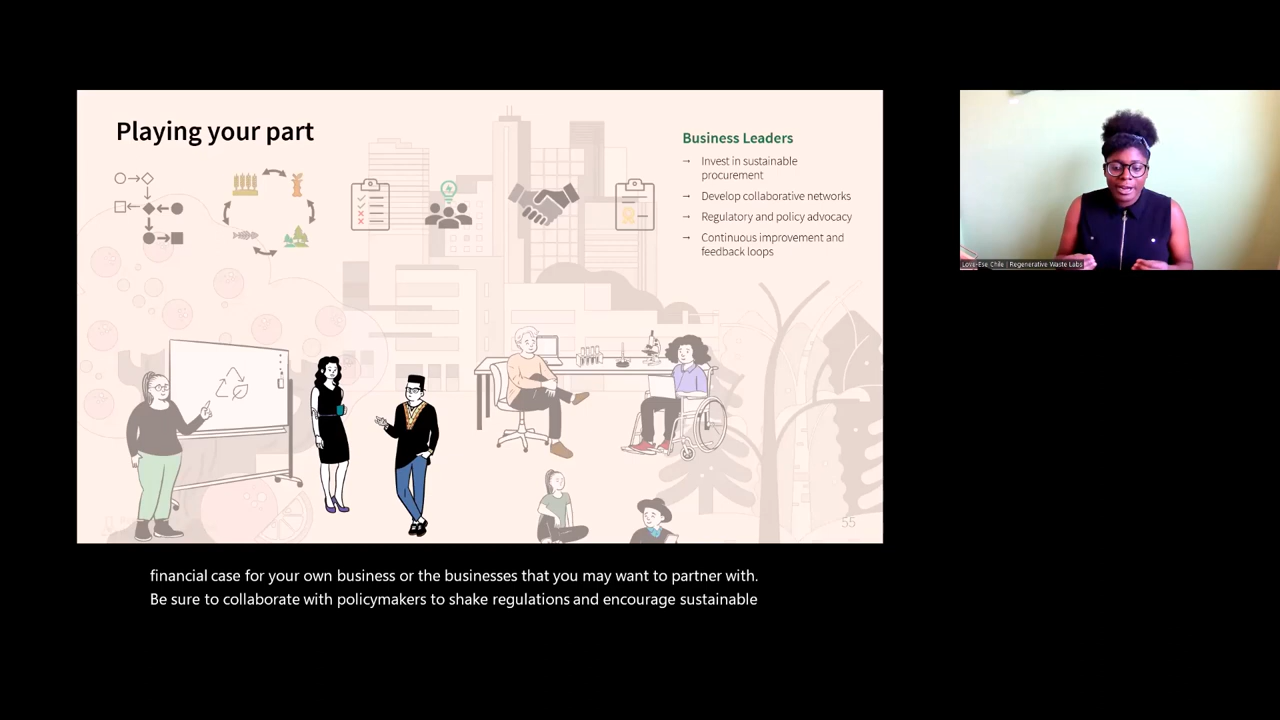 Playing your part
Business Leaders
→ Invest in sustainable
procurement
→ Develop collaborative networks
→ Regulatory and policy advocacy
→ Continuous improvement and
feedback loops
55
Love-Ese Chile | Regenerative Waste Labs
financial case for your own business or the businesses that you may want to partner with.
Be sure to collaborate with policymakers to shake regulations and encourage sustainable